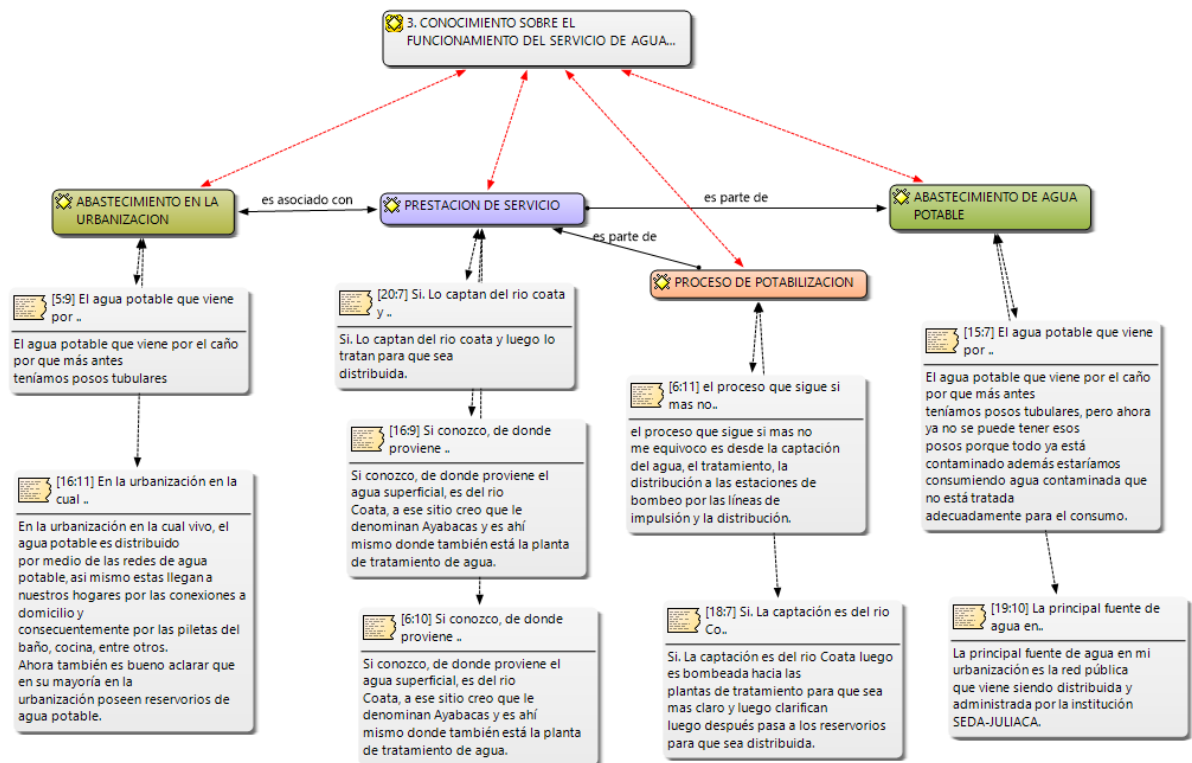 3. CONOCIMIENTO SOBRE EL
FUNCIONAMIENTO DEL SERVICIO DE AGUA...
ABASTECIMIENTO EN LA
URBANIZACION
es asociado con
PRESTACION DE SERVICIO
es parte de
ABASTECIMIENTO DE AGUA
POTABLE
es parte de
PROCESO DE POTABILIZACION
[5:9] El agua potable que viene
por ..
El agua potable que viene por el caño
por que más antes
teníamos posos tubulares
[16:11] En la urbanización en la
cual ..
En la urbanización en la cual vivo, el
agua potable es distribuido
por medio de las redes de agua
potable, asi mismo estas llegan a
nuestros hogares por las conexiones a
domicilio y
consecuentemente por las piletas del
baño, cocina, entre otros.
Ahora también es bueno aclarar que
en su mayoría en la
urbanización poseen reservorios de
agua potable.
[20:7] Si. Lo captan del rio coata
y ..
Si. Lo captan del rio coata y luego lo
tratan para que sea
distribuida.
[16:9] Si conozco, de donde
proviene ..
Si conozco, de donde proviene el
agua superficial, es del rio
Coata, a ese sitio creo que le
denominan Ayabacas y es ahí
mismo donde también está la planta
de tratamiento de agua.
[6:10] Si conozco, de donde
proviene ..
Si conozco, de donde proviene el
agua superficial, es del rio
Coata, a ese sitio creo que le
denominan Ayabacas y es ahí
mismo donde también está la planta
de tratamiento de agua.
[6:11] el proceso que sigue si
mas no..
el proceso que sigue si mas no
me equivoco es desde la captación
del agua, el tratamiento, la
distribución a las estaciones de
bombeo por las líneas de
impulsión y la distribución.
[18:7] Si. La captación es del rio
Co..
Si. La captación es del rio Coata luego
es bombeada hacia las
plantas de tratamiento para que sea
mas claro y luego clarifican
luego después pasa a los reservorios
para que sea distribuida.
[15:7] El agua potable que viene
por ..
El agua potable que viene por el caño
por que más antes
teníamos posos tubulares, pero ahora
ya no se puede tener esos
posos porque todo ya está
contaminado además estaríamos
consumiendo agua contaminada que
no está tratada
adecuadamente para el consumo.
[19:10] La principal fuente de
agua en..
La principal fuente de agua en mi
urbanización es la red pública
que viene siendo distribuida y
administrada por la institución
SEDA-JULIACA.